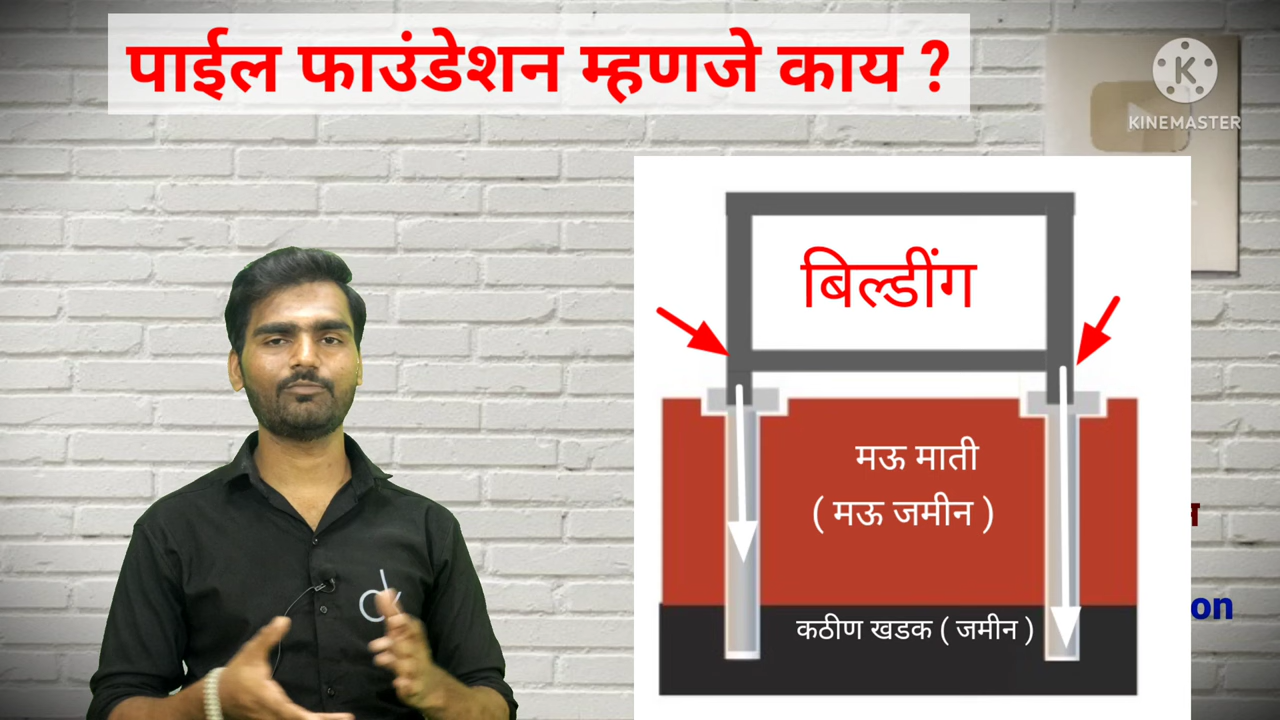 पाईल फाउंडेशन म्हणजे काय ?
KINEMASTER
बिल्डींग
मऊ माती
( मऊ जमीन )
कठीण खडक ( जमीन )
on